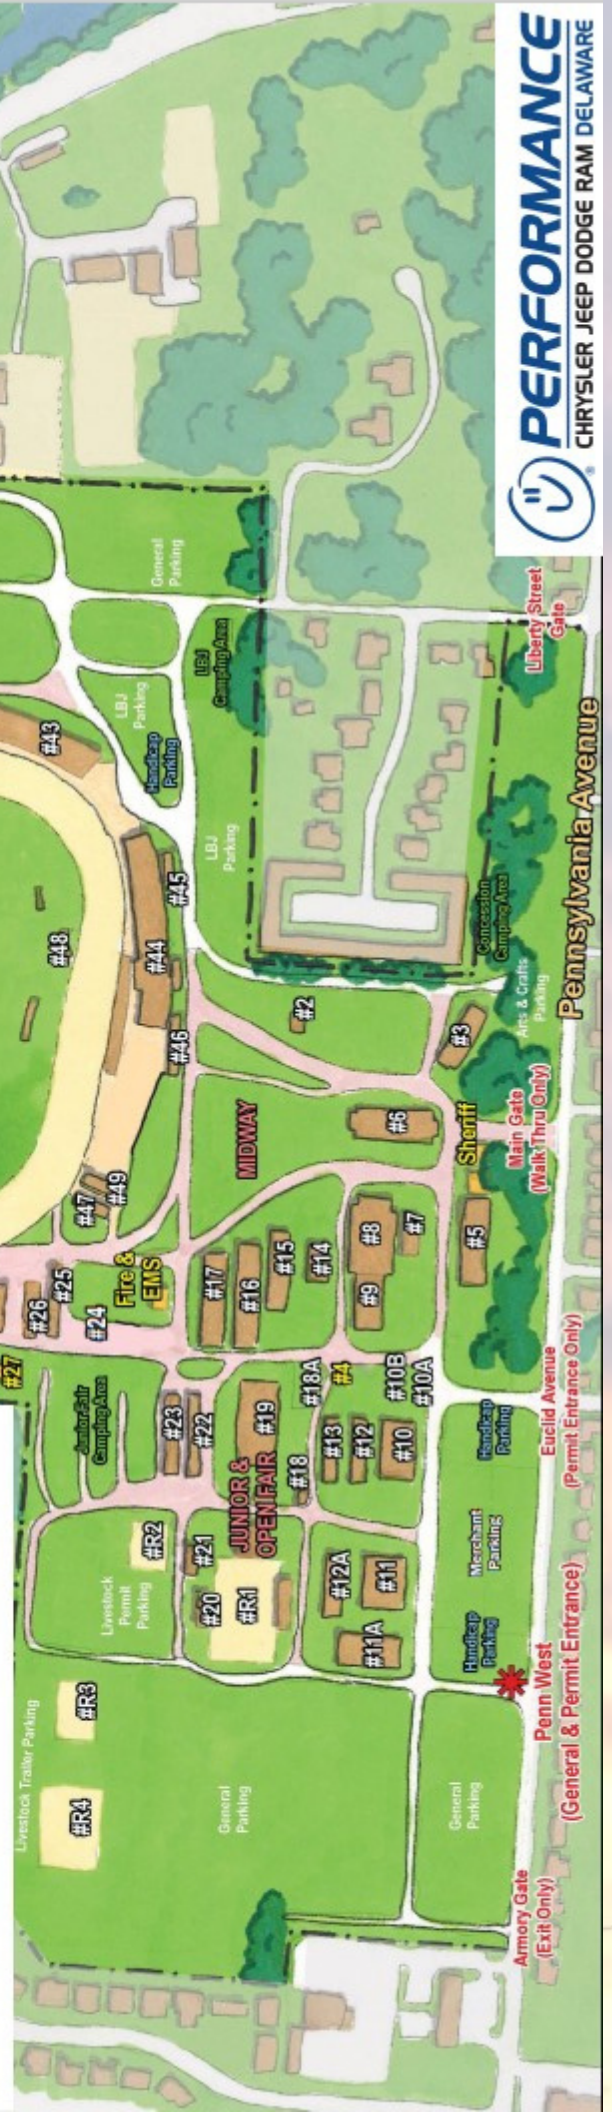 PERFORMANCE
CHRYSLER JEEP DODGE RAM DELAWARE
Livestock Trailer Parking
#R4
#R3
General
Parking
General
Parking
Armory Gate
(Exit Only)
Penn West
(General & Permit Entrance)
Livestock
Permit
Parking
#R2
#21
#20
#R1
#12A
#11
#11A
Handicap
Parking
Merchant
Parking
Handicap
Parking
Euclid Avenue
(Permit Entrance Only)
#27
Junior Fair
Camping Area
#23
#22
JUNIOR &
OPEN FAIR
#19
#18
#18A
#4
#13
#12
#10
#10B
#10A
#26
#25
#24
Fire &
EMS
#17
#16
#15
#14
#9
#8
#7
#5
#47
#49
MIDWAY
#6
Sheriff
Main Gate
(Walk Thru Only)
#48
#44
#46
#45
#2
#3
Arts & Crafts
Parking
Concession
Camping Area
Pennsylvania Avenue
#43
LBJ
Parking
Handicap
Parking
LBJ
Parking
LBJ
Camping Area
General
Parking
Liberty Street
Gate